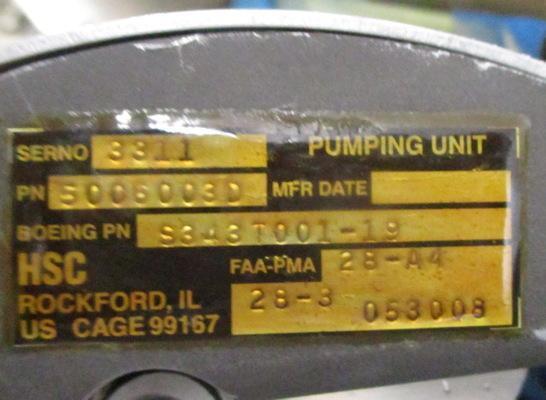 SERNO 3311 PUMPING UNIT
PN 5006003D MFR DATE
BOEING PN S343T001-19
HSC FAA-PMA 28-A4
ROCKFORD, IL 28-3 053008
US CAGE 99167